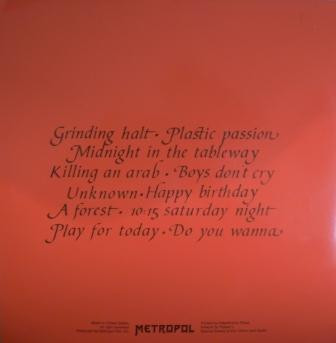 Grinding halt · Plastic passion
Midnight in the tableway
Killing an arab · Boys dont cry
Unknown · Happy birthday
A forest · 10:15 saturday night
Play for today · Do you wanna
METROPOL